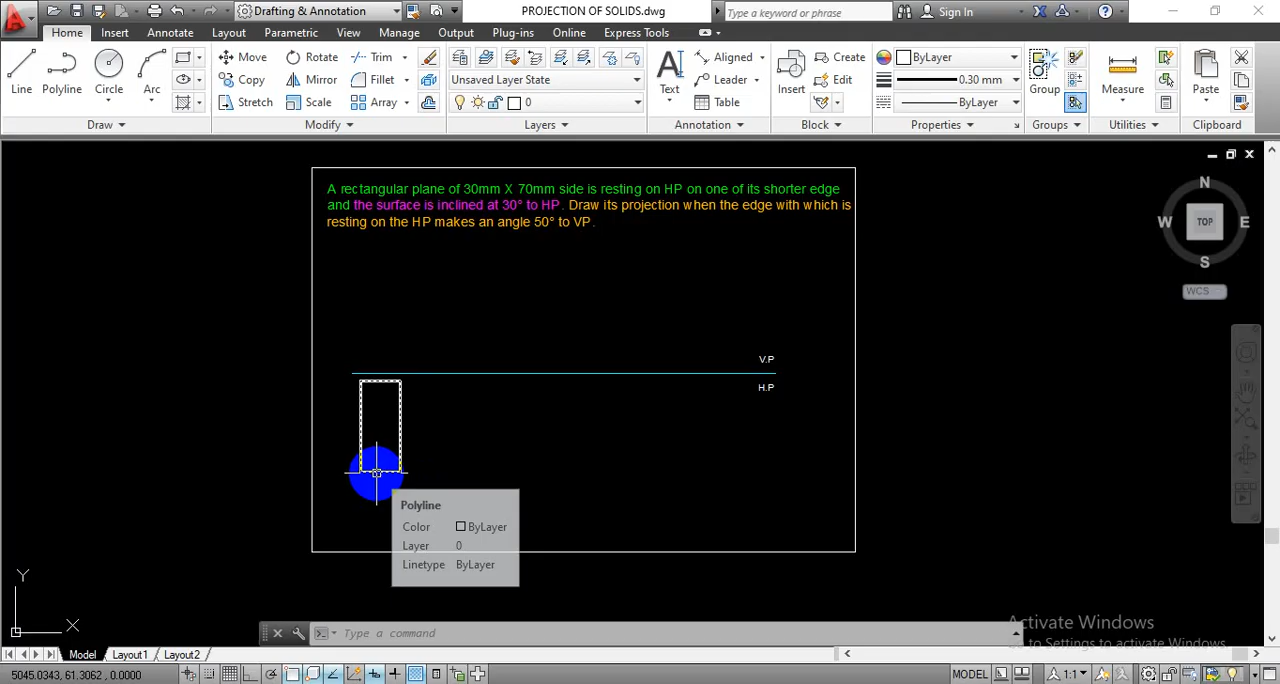 Drafting & Annotation
PROJECTION OF SOLIDS.dwg
Type a keyword or phrase
Sign In
Home Insert Annotate Layout Parametric View Manage Output Plug-ins Online Express Tools
Line
Polyline
Circle
Arc
Draw
Move Rotate Trim
Copy Mirror Fillet
Stretch Scale Array
Modify
Unsaved Layer State
0
Layers
Text
Aligned
Leader
Table
Annotation
Insert
Create
Edit
Block
ByLayer
0.30 mm
ByLayer
Properties
Group
Groups
Measure
Utilities
Paste
Clipboard
A rectangular plane of 30mm X 70mm side is resting on HP on one of its shorter edge
and the surface is inclined at 30° to HP. Draw its projection when the edge with which is
resting on the HP makes an angle 50° to VP.
V.P
H.P
N
W TOP E
S
WCS
Polyline
Color ByLayer
Layer 0
Linetype ByLayer
Y
X
Type a command
Activate Windows
Go to Settings to activate Windows.
Model Layout1 Layout2
5045.0343, 61.3062, 0.0000
MODEL
1:1